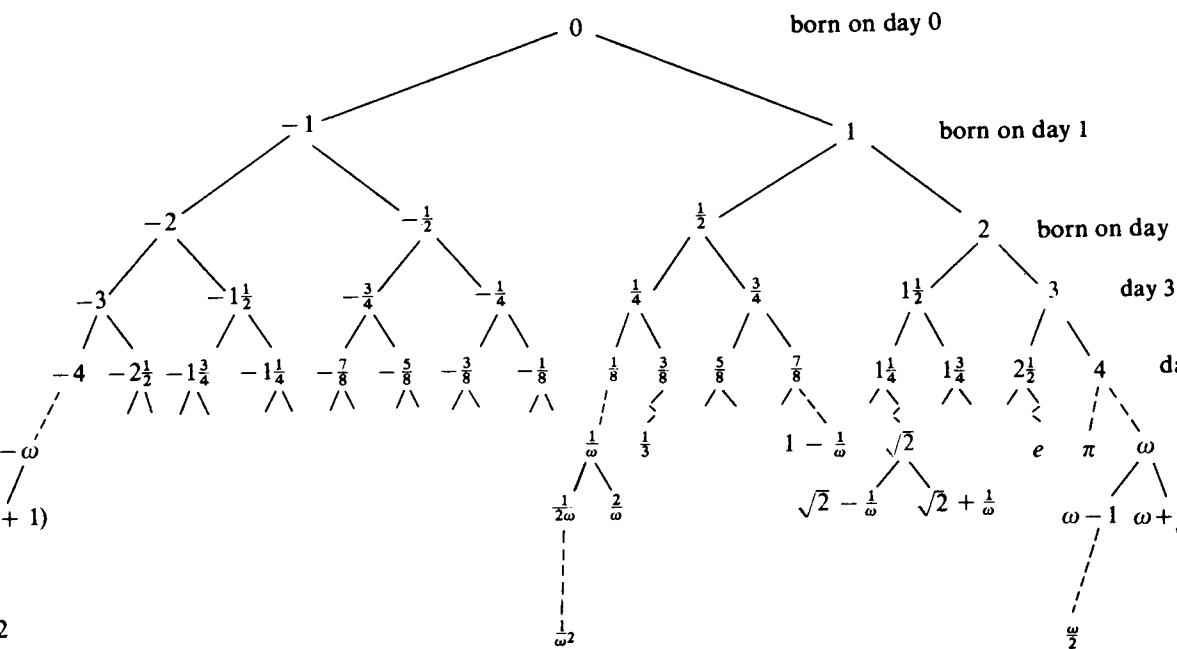 0 born on day 0
−1 1 born on day 1
−2 −½ ½ 2 born on day
−3 −1½ −¾ −¼ ¼ ¾ 1½ 3 day 3
−4 −2½ −1¾ −1¼ −⅞ −⅝ −⅜ −⅛ ⅛ ⅜ ⅝ ⅞ 1¼ 1¾ 2½ 4
−ω 1/ω ⅓ 1 − 1/ω √2 e π ω
+ 1) 1/2ω 2/ω √2 − 1/ω √2 + 1/ω ω−1 ω+
2 1/ω² ω/2